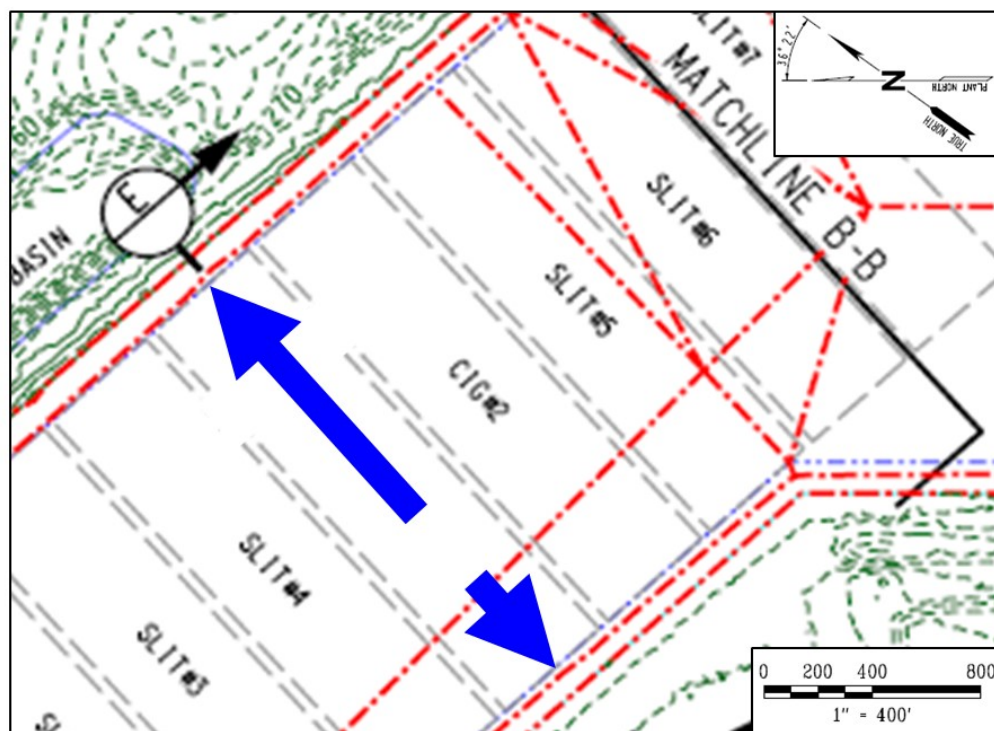 SLIT#7
36° 22'
PLANT NORTH
N
TRUE NORTH
MATCHLINE B-B
60
270
E
BASIN
SLIT#6
SLIT#5
CIG#2
SLIT#4
SLIT#3
SL
0 200 400 800
1" = 400'